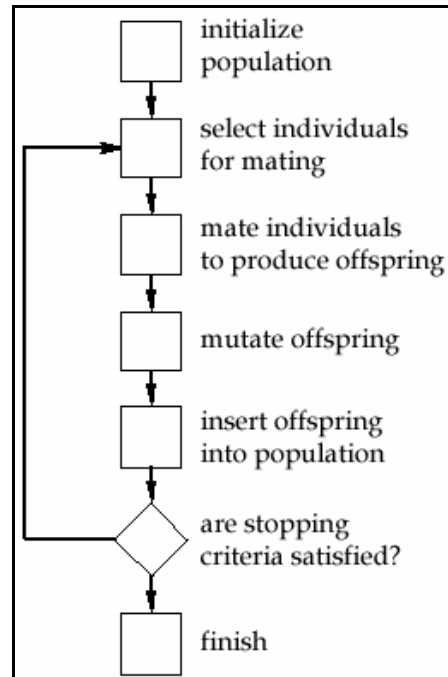 initialize
population
select individuals
for mating
mate individuals
to produce offspring
mutate offspring
insert offspring
into population
are stopping
criteria satisfied?
finish